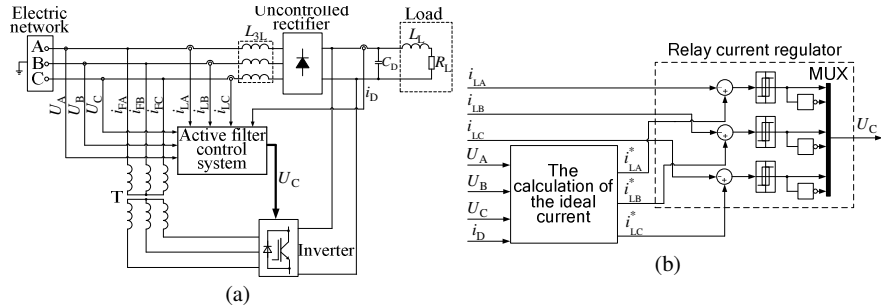 Electric network
Uncontrolled rectifier
Load
A
B
C
L3L
LL
CD
RL
UA
UB
UC
iFA
iFB
iFC
iLA
iLB
iLC
iD
Active filter control system
UC
T
Inverter
(a)
Relay current regulator
MUX
iLA
iLB
iLC
UA
UB
UC
iD
The calculation of the ideal current
i*LA
i*LB
i*LC
- +
- +
- +
UC
(b)